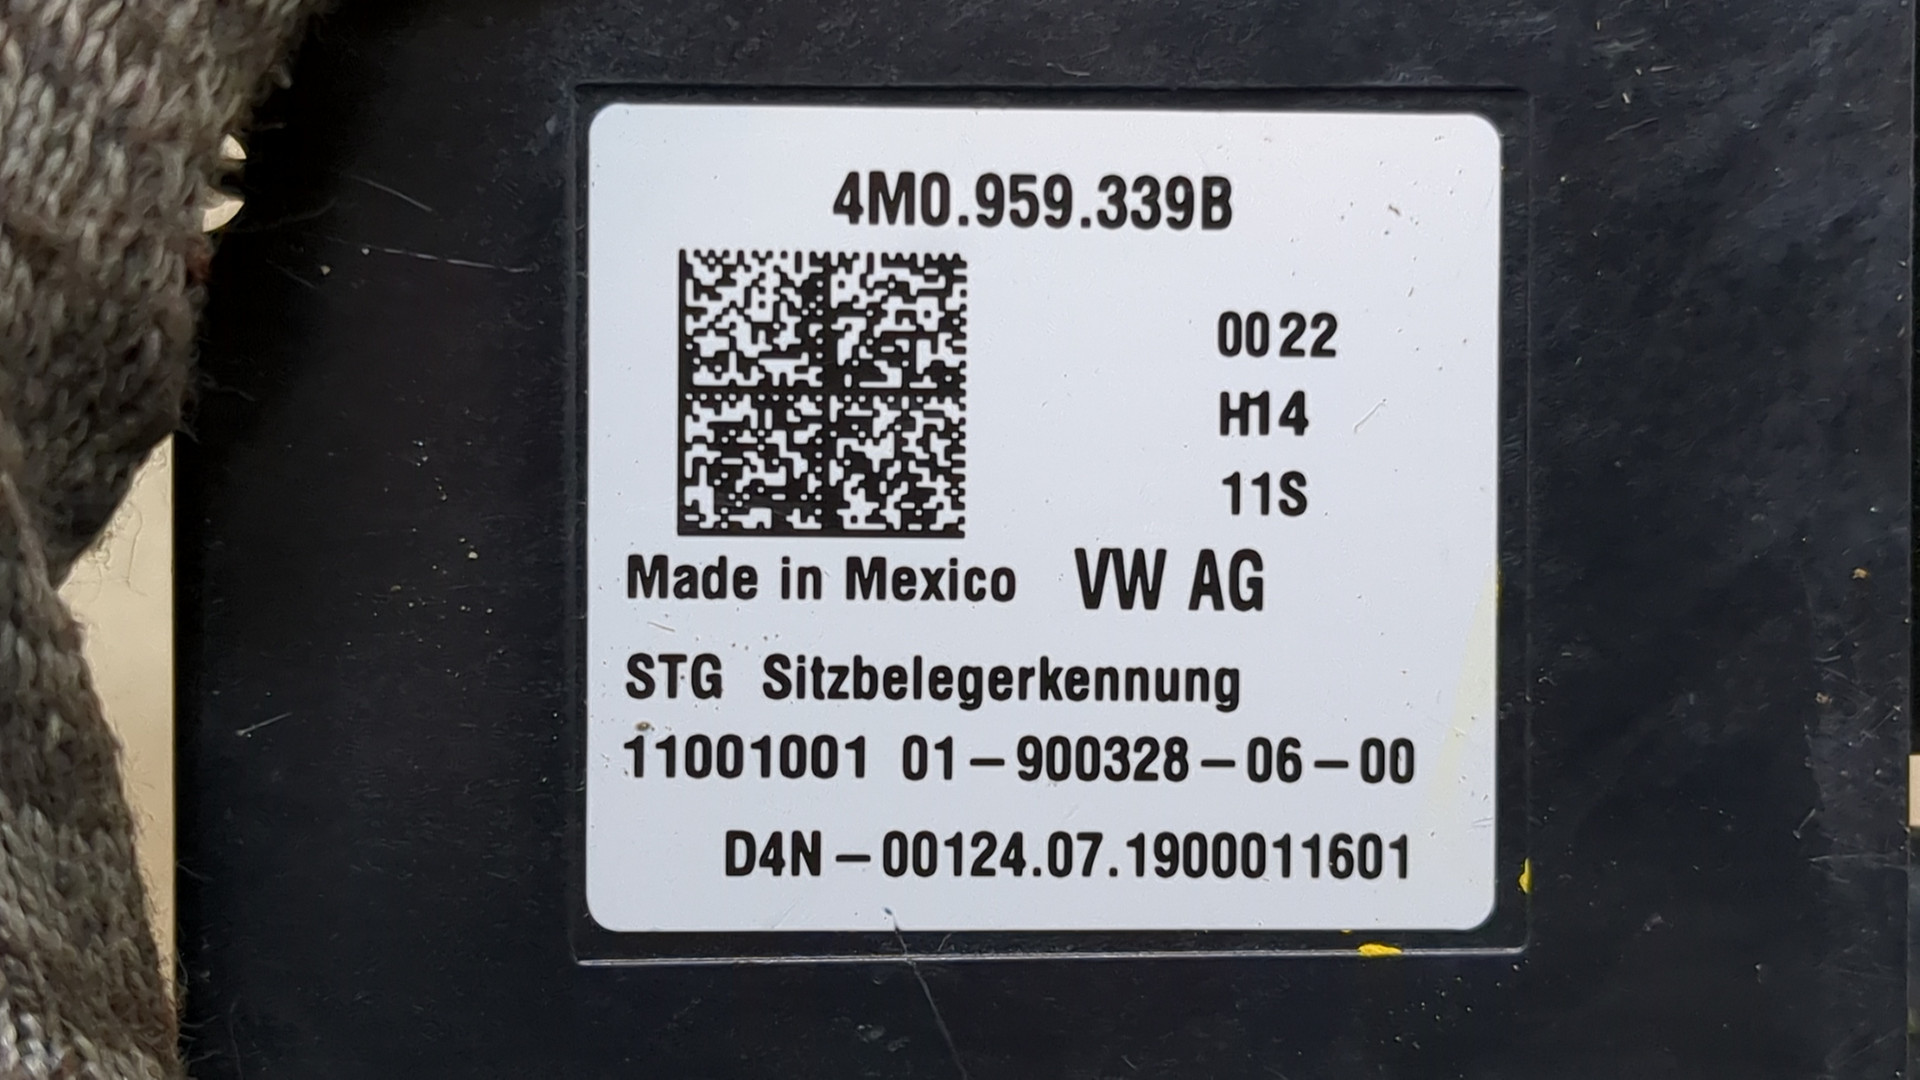 4M0.959.339B
0022
H14
11S
Made in Mexico VW AG
STG Sitzbelegerkennung
11001001 01-900328-06-00
D4N-00124.07.1900011601